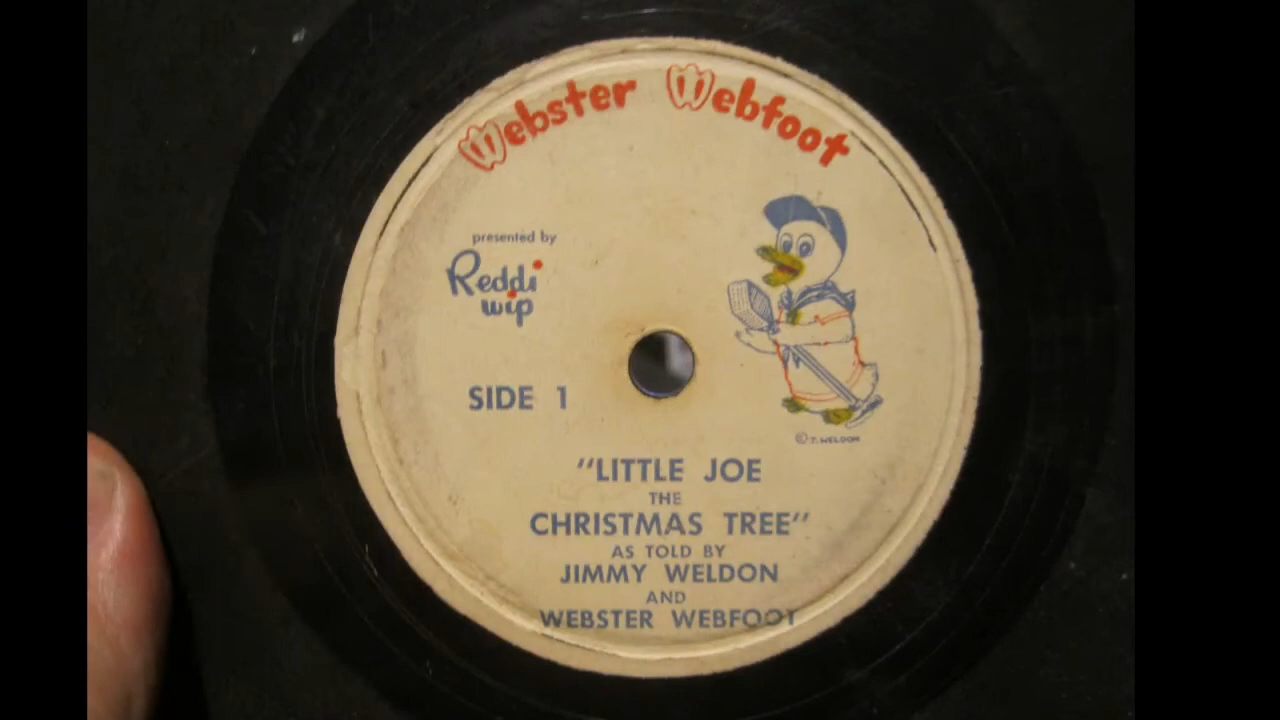 Webster Webfoot
presented by
Reddi
wip
SIDE 1
© J. WELDON
"LITTLE JOE
THE
CHRISTMAS TREE"
AS TOLD BY
JIMMY WELDON
AND
WEBSTER WEBFOOT